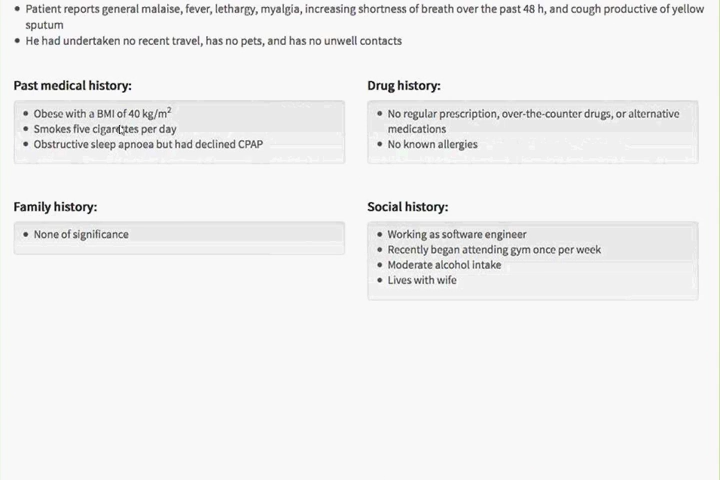 • Patient reports general malaise, fever, lethargy, myalgia, increasing shortness of breath over the past 48 h, and cough productive of yellow
sputum
• He had undertaken no recent travel, has no pets, and has no unwell contacts
Past medical history:
• Obese with a BMI of 40 kg/m²
• Smokes five cigarettes per day
• Obstructive sleep apnoea but had declined CPAP
Drug history:
• No regular prescription, over-the-counter drugs, or alternative
medications
• No known allergies
Family history:
• None of significance
Social history:
• Working as software engineer
• Recently began attending gym once per week
• Moderate alcohol intake
• Lives with wife